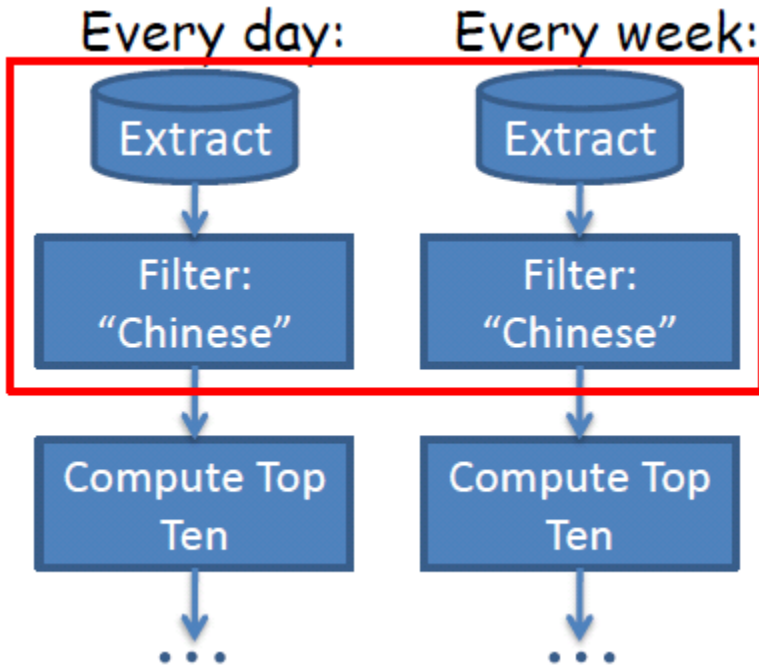 Every day:
Extract
Filter:
“Chinese”
Compute Top
Ten
...
Every week:
Extract
Filter:
“Chinese”
Compute Top
Ten
...